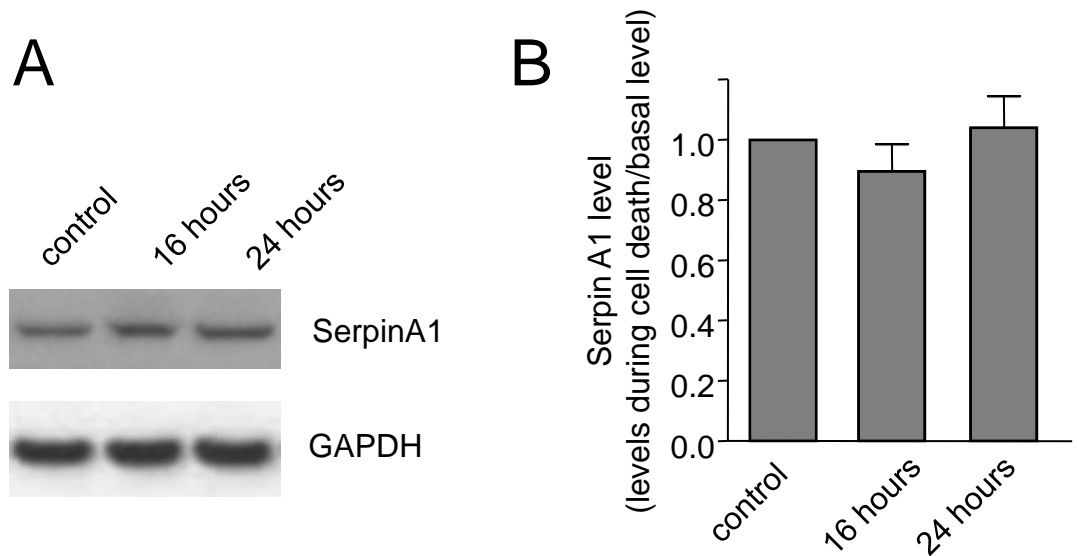 A
control
16 hours
24 hours
SerpinA1
GAPDH
B
Serpin A1 level
(levels during cell death/basal level)
1.0
0.8
0.6
0.4
0.2
0.0
control
16 hours
24 hours